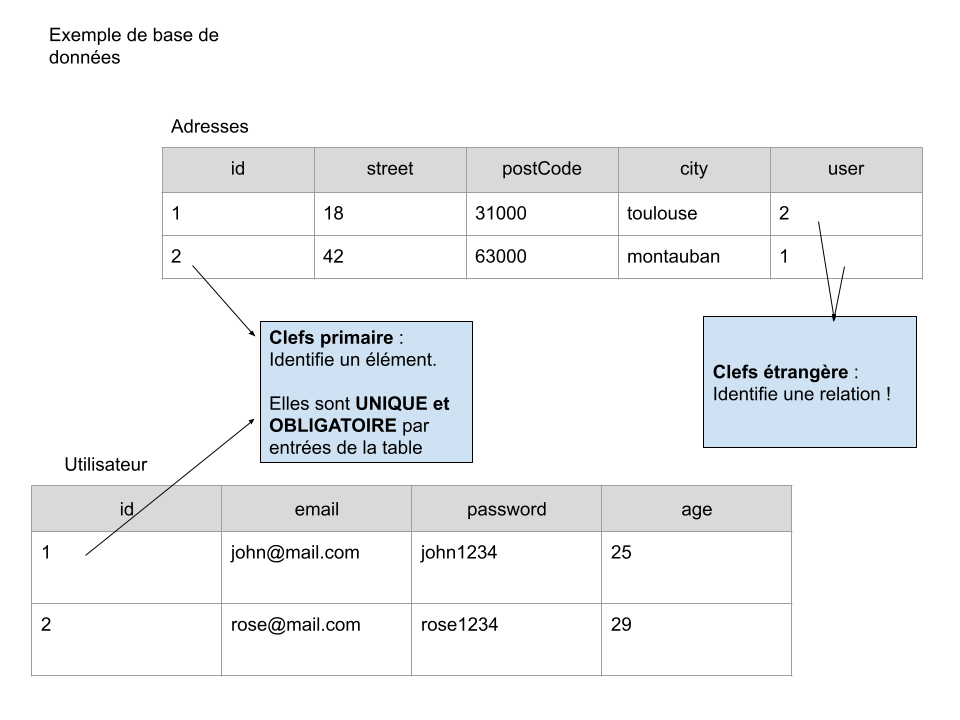 Exemple de base de
données
Adresses
id street postCode city user
1 18 31000 toulouse 2
2 42 63000 montauban 1
Clefs primaire :
Identifie un élément.
Elles sont UNIQUE et
OBLIGATOIRE par
entrées de la table
Clefs étrangère :
Identifie une relation !
Utilisateur
id email password age
1 john@mail.com john1234 25
2 rose@mail.com rose1234 29